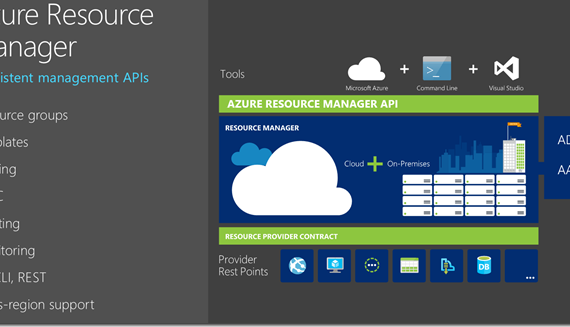 ure Resource
anager
istent management APIs
ource groups
plates
ing
C
ting
itoring
CLI, REST
s-region support
Tools
Microsoft Azure
+
Command Line
+
Visual Studio
AZURE RESOURCE MANAGER API
RESOURCE MANAGER
Cloud + On-Premises
AD
AA
RESOURCE PROVIDER CONTRACT
Provider
Rest Points
DB
...